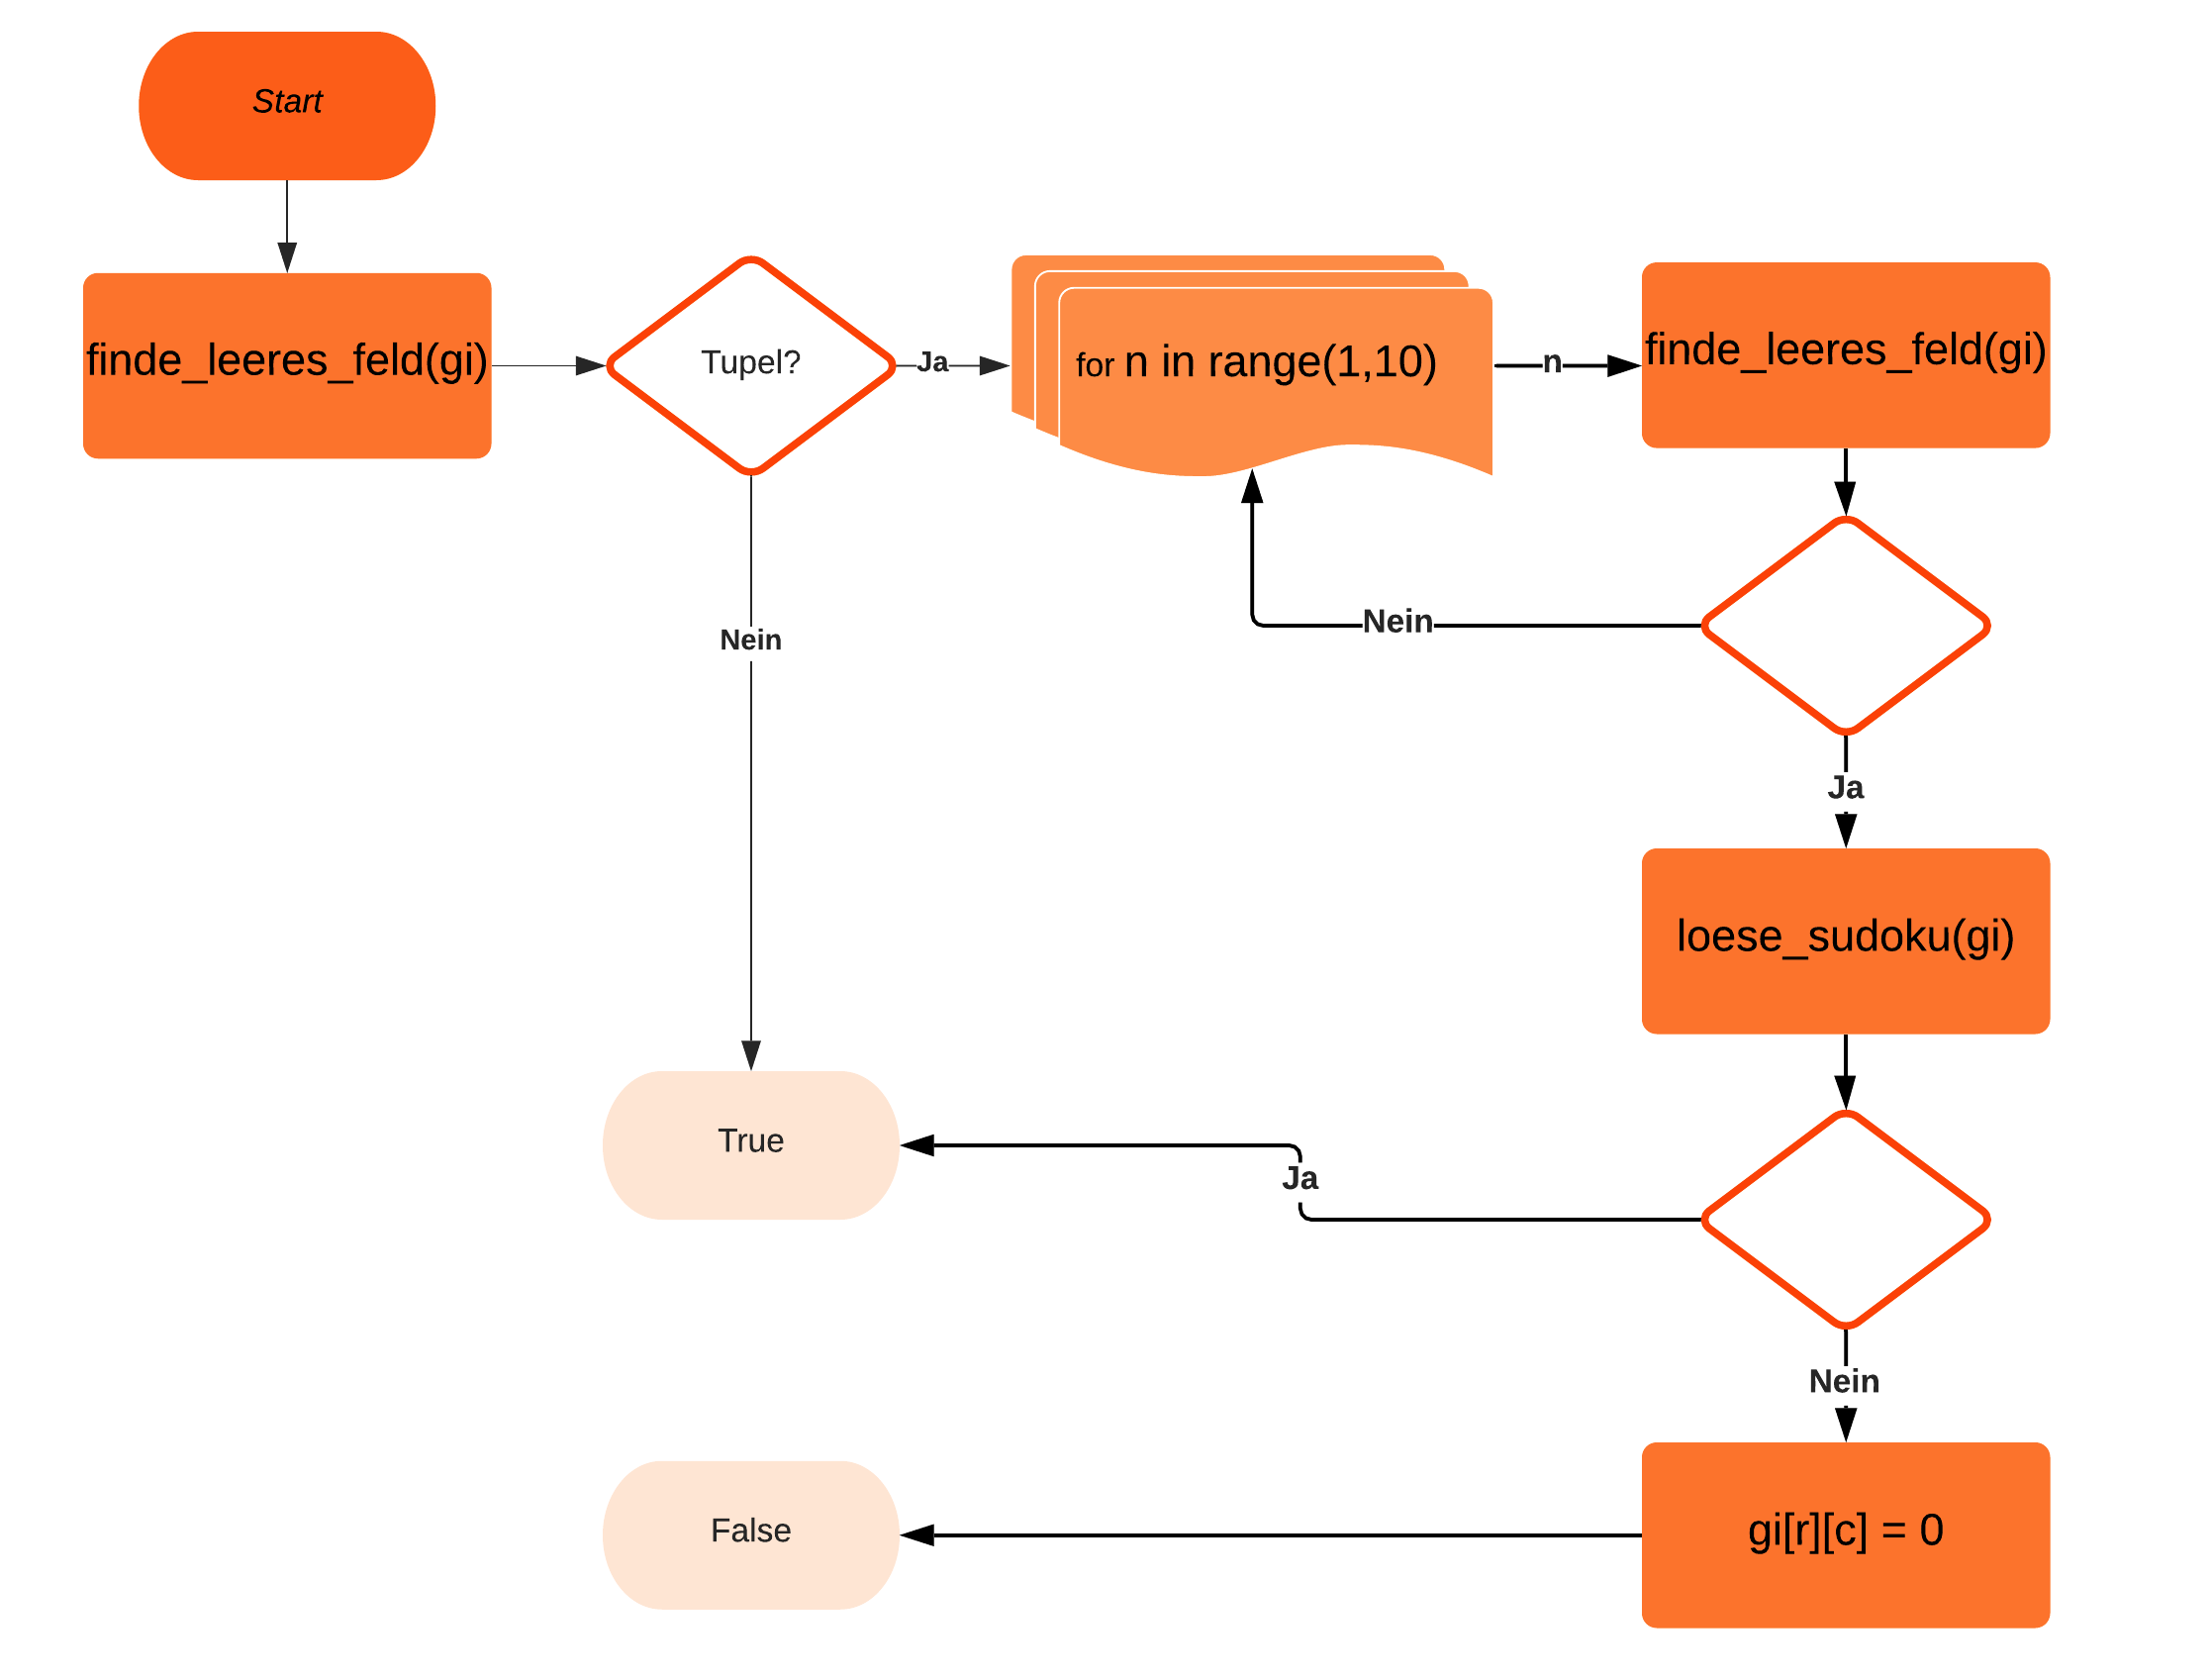 Start
finde_leeres_feld(gi)
Tupel?
Ja
for n in range(1,10)
n
finde_leeres_feld(gi)
Nein
Nein
Ja
loese_sudoku(gi)
True
Ja
Nein
False
gi[r][c] = 0